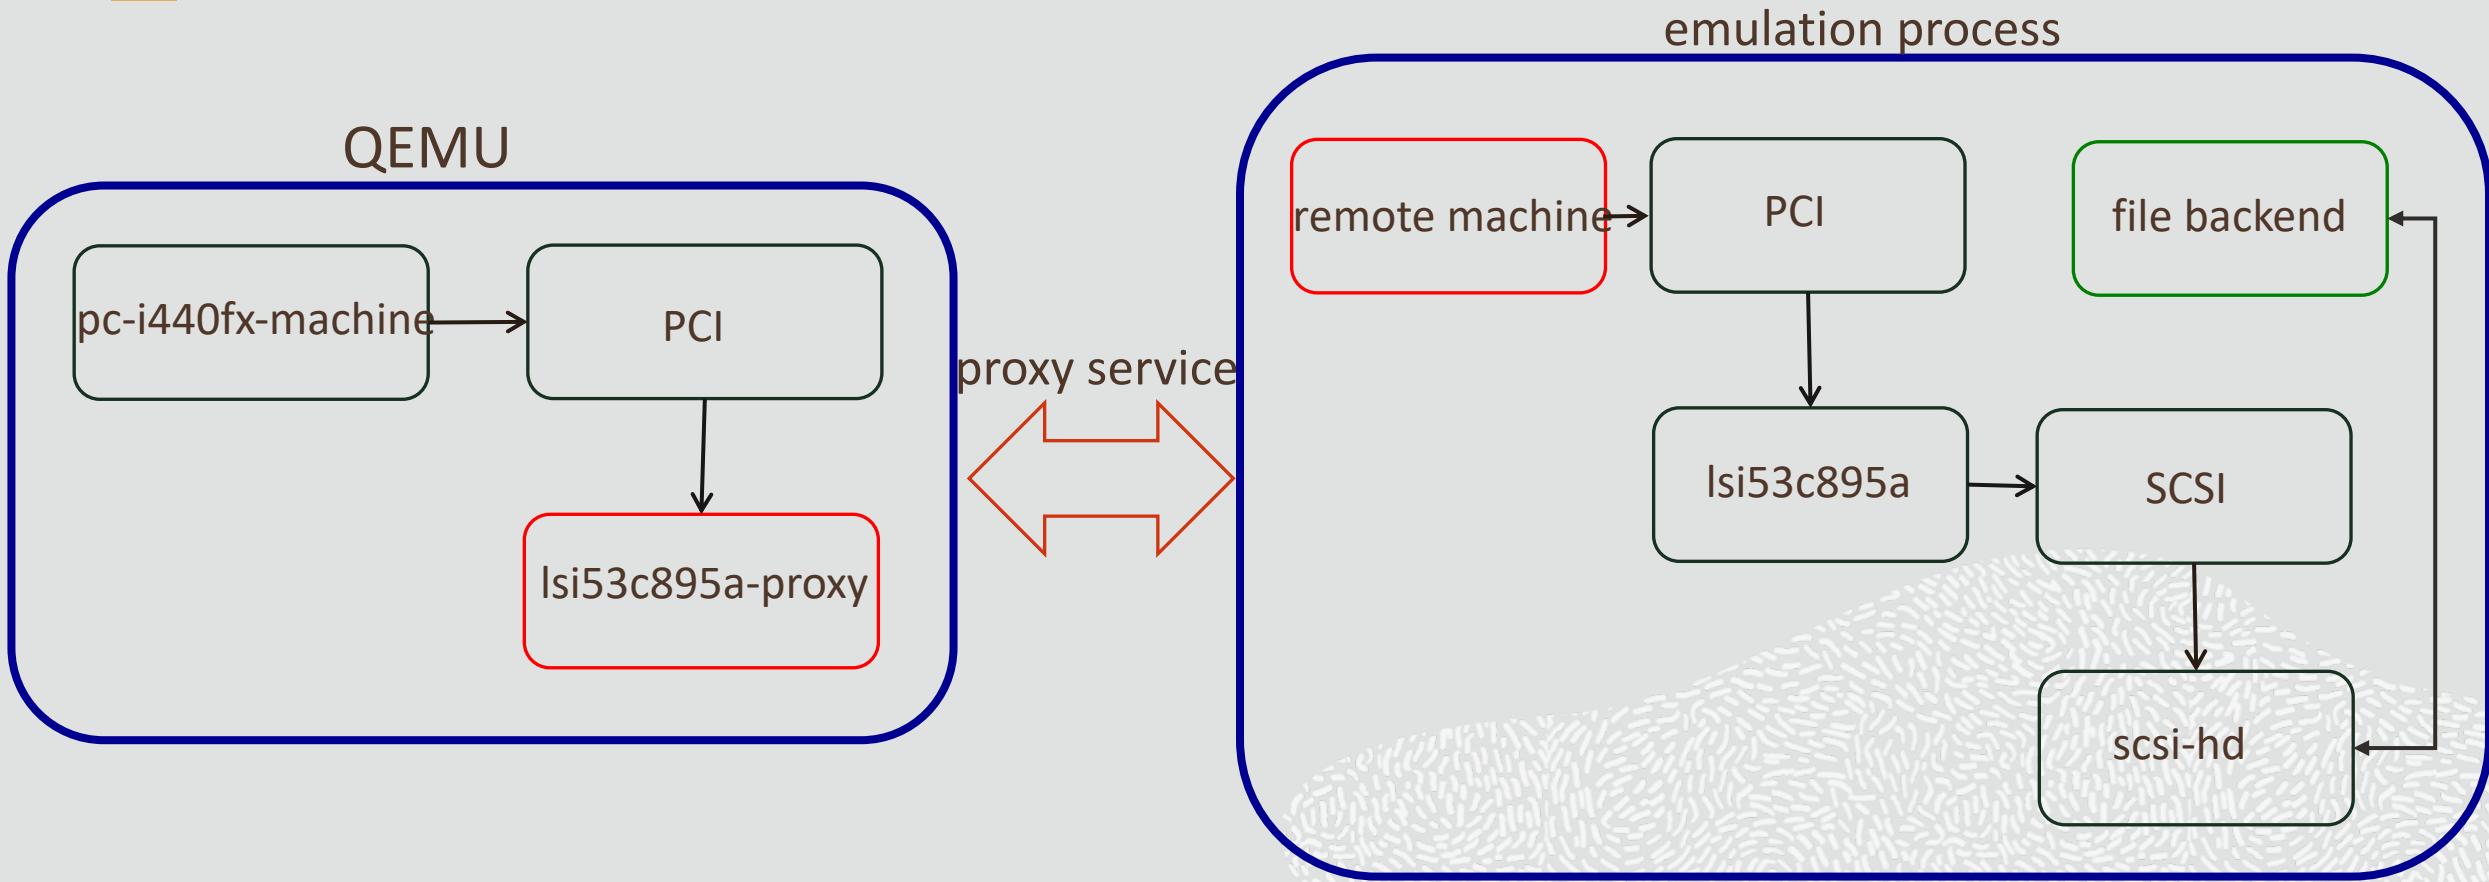 emulation process
QEMU
remote machine
PCI
file backend
pc-i440fx-machine
PCI
proxy service
lsi53c895a
SCSI
lsi53c895a-proxy
scsi-hd